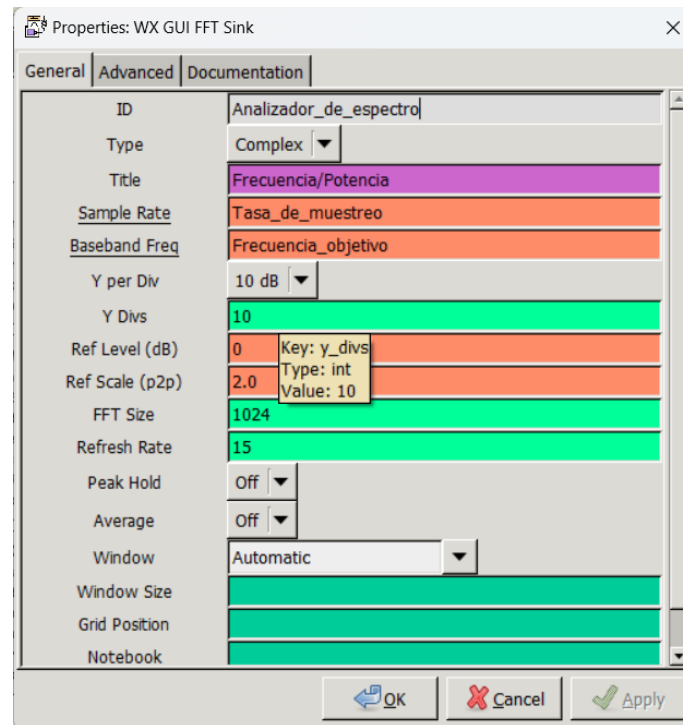 Properties: WX GUI FFT Sink
General Advanced Documentation
ID Analizador_de_espectro
Type Complex
Title Frecuencia/Potencia
Sample Rate Tasa_de_muestreo
Baseband Freq Frecuencia_objetivo
Y per Div 10 dB
Y Divs 10
Ref Level (dB) 0
Key: y_divs
Type: int
Value: 10
Ref Scale (p2p) 2.0
FFT Size 1024
Refresh Rate 15
Peak Hold Off
Average Off
Window Automatic
Window Size
Grid Position
Notebook
OK Cancel Apply